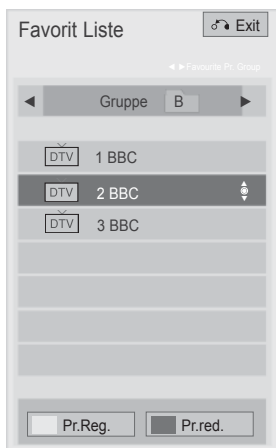 Favorit Liste
Exit
◄ ►Favourite Pr. Group
◄ Gruppe B ►
DTV 1 BBC
DTV 2 BBC
DTV 3 BBC
Pr.Reg. Pr.red.